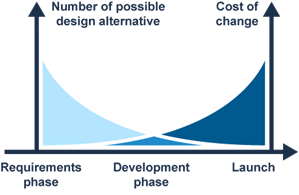 Number of possible
design alternative
Cost of
change
Requirements
phase
Development
phase
Launch